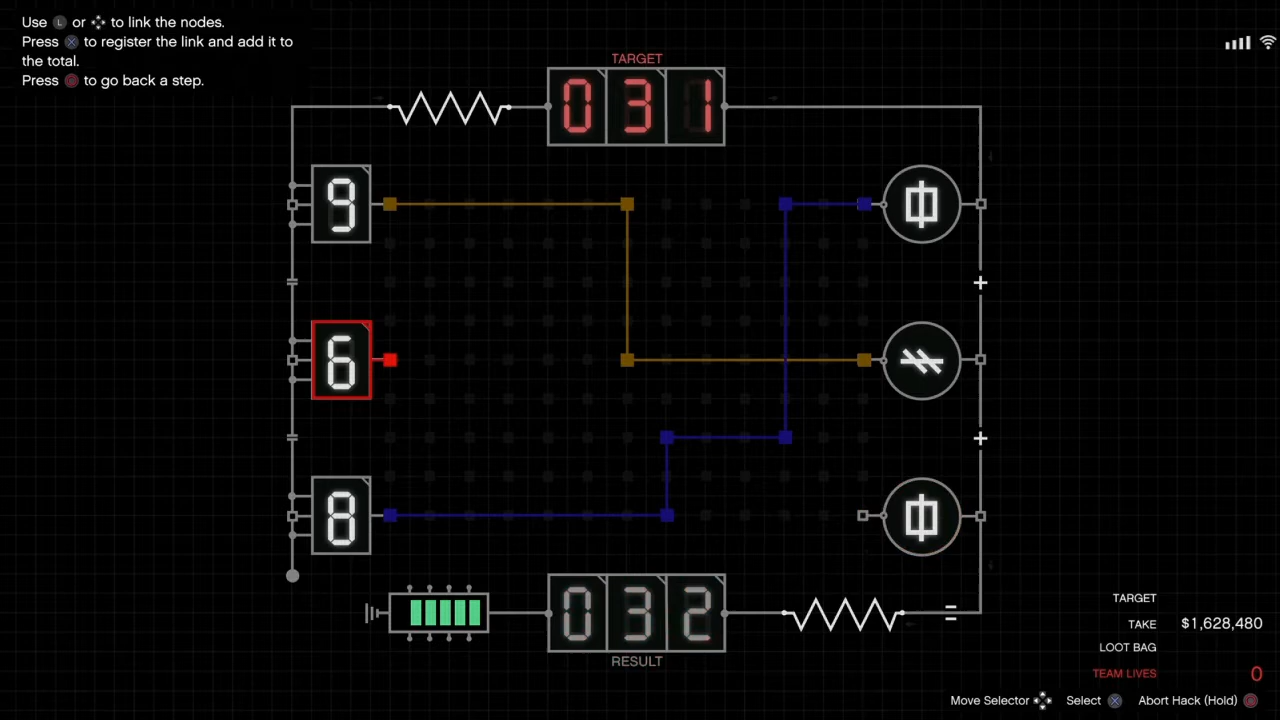 Use L or to link the nodes.
Press to register the link and add it to
the total.
Press to go back a step.
TARGET
031
9
6
8
032
RESULT
TARGET
TAKE $1,628,480
LOOT BAG
TEAM LIVES 0
Move Selector Select Abort Hack (Hold)